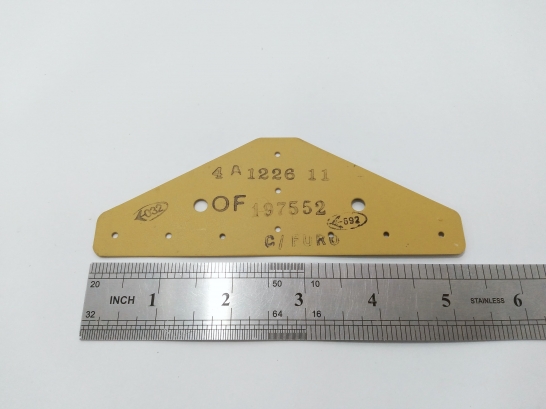 4 A 1226 11
OF 197552
C/FURO
20 50 10
INCH 1 2 3 4 5 STAINLESS 6
32 64 16